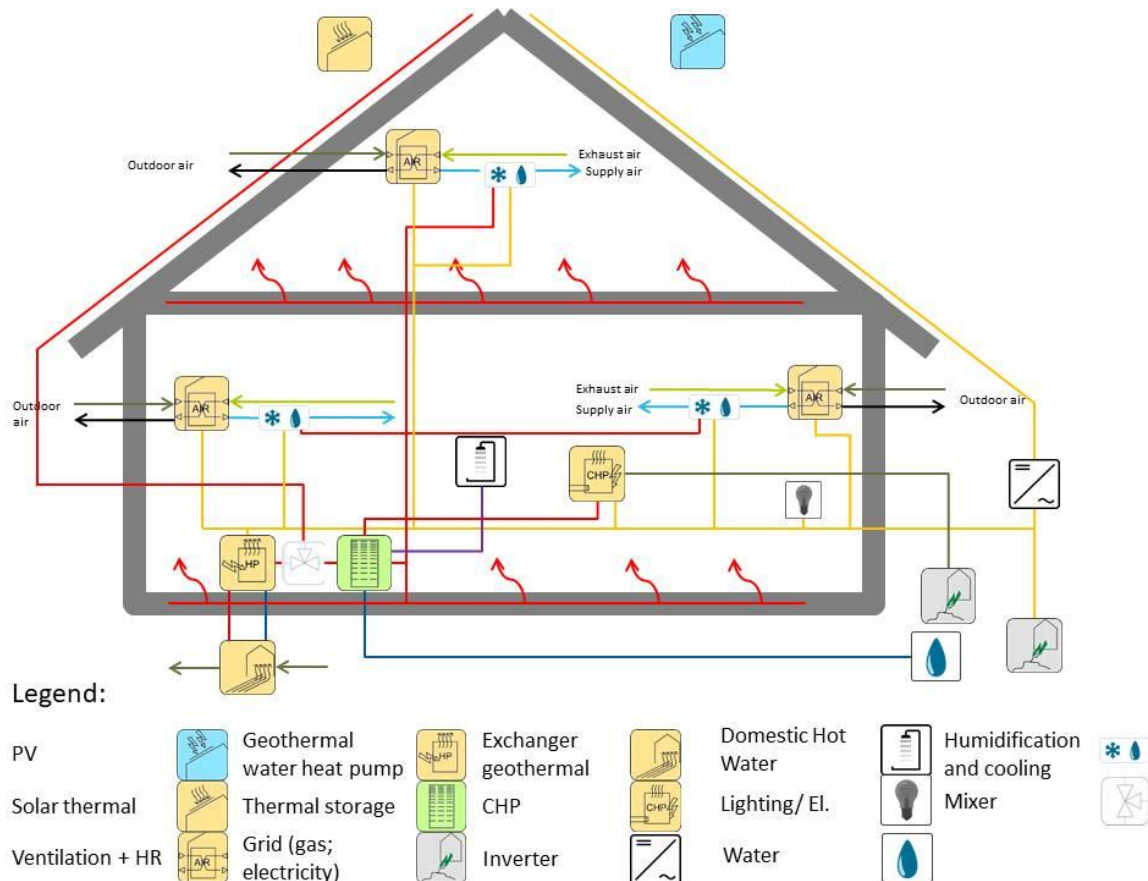 Outdoor air
AIR
Exhaust air
Supply air
Outdoor
air
AIR
Exhaust air
Supply air
AIR
Outdoor air
CHP
HP
Legend:
PV
Geothermal
water heat pump
HP
Exchanger
geothermal
Domestic Hot
Water
Humidification
and cooling
Solar thermal
Thermal storage
CHP
CHP
Lighting/ El.
Mixer
Ventilation + HR
AIR
Grid (gas;
electricity)
Inverter
Water